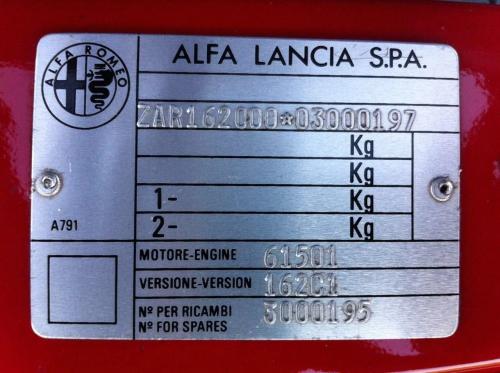 ALFA ROMEO
ALFA LANCIA S.P.A.
ZAR162000*03000197
Kg
Kg
1- Kg
2- Kg
A791
MOTORE-ENGINE 61501
VERSIONE-VERSION 162C1
Nº PER RICAMBI
Nº FOR SPARES 3000195